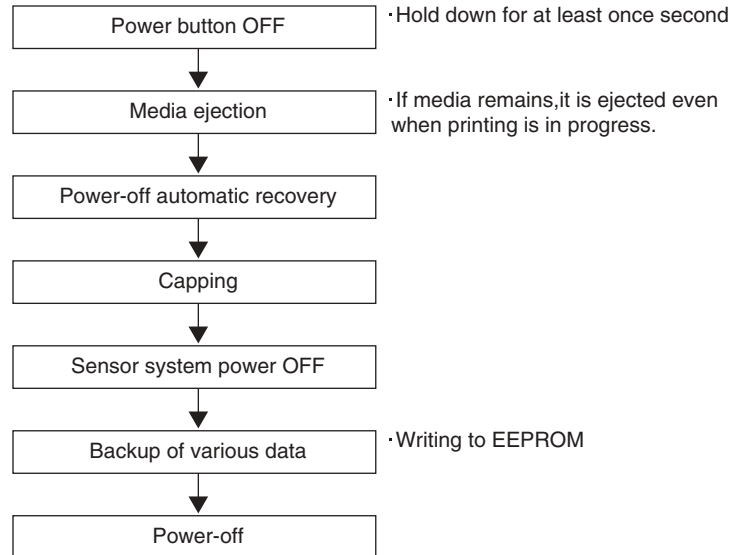 Power button OFF
·Hold down for at least once second
Media ejection
·If media remains,it is ejected even
when printing is in progress.
Power-off automatic recovery
Capping
Sensor system power OFF
Backup of various data
·Writing to EEPROM
Power-off